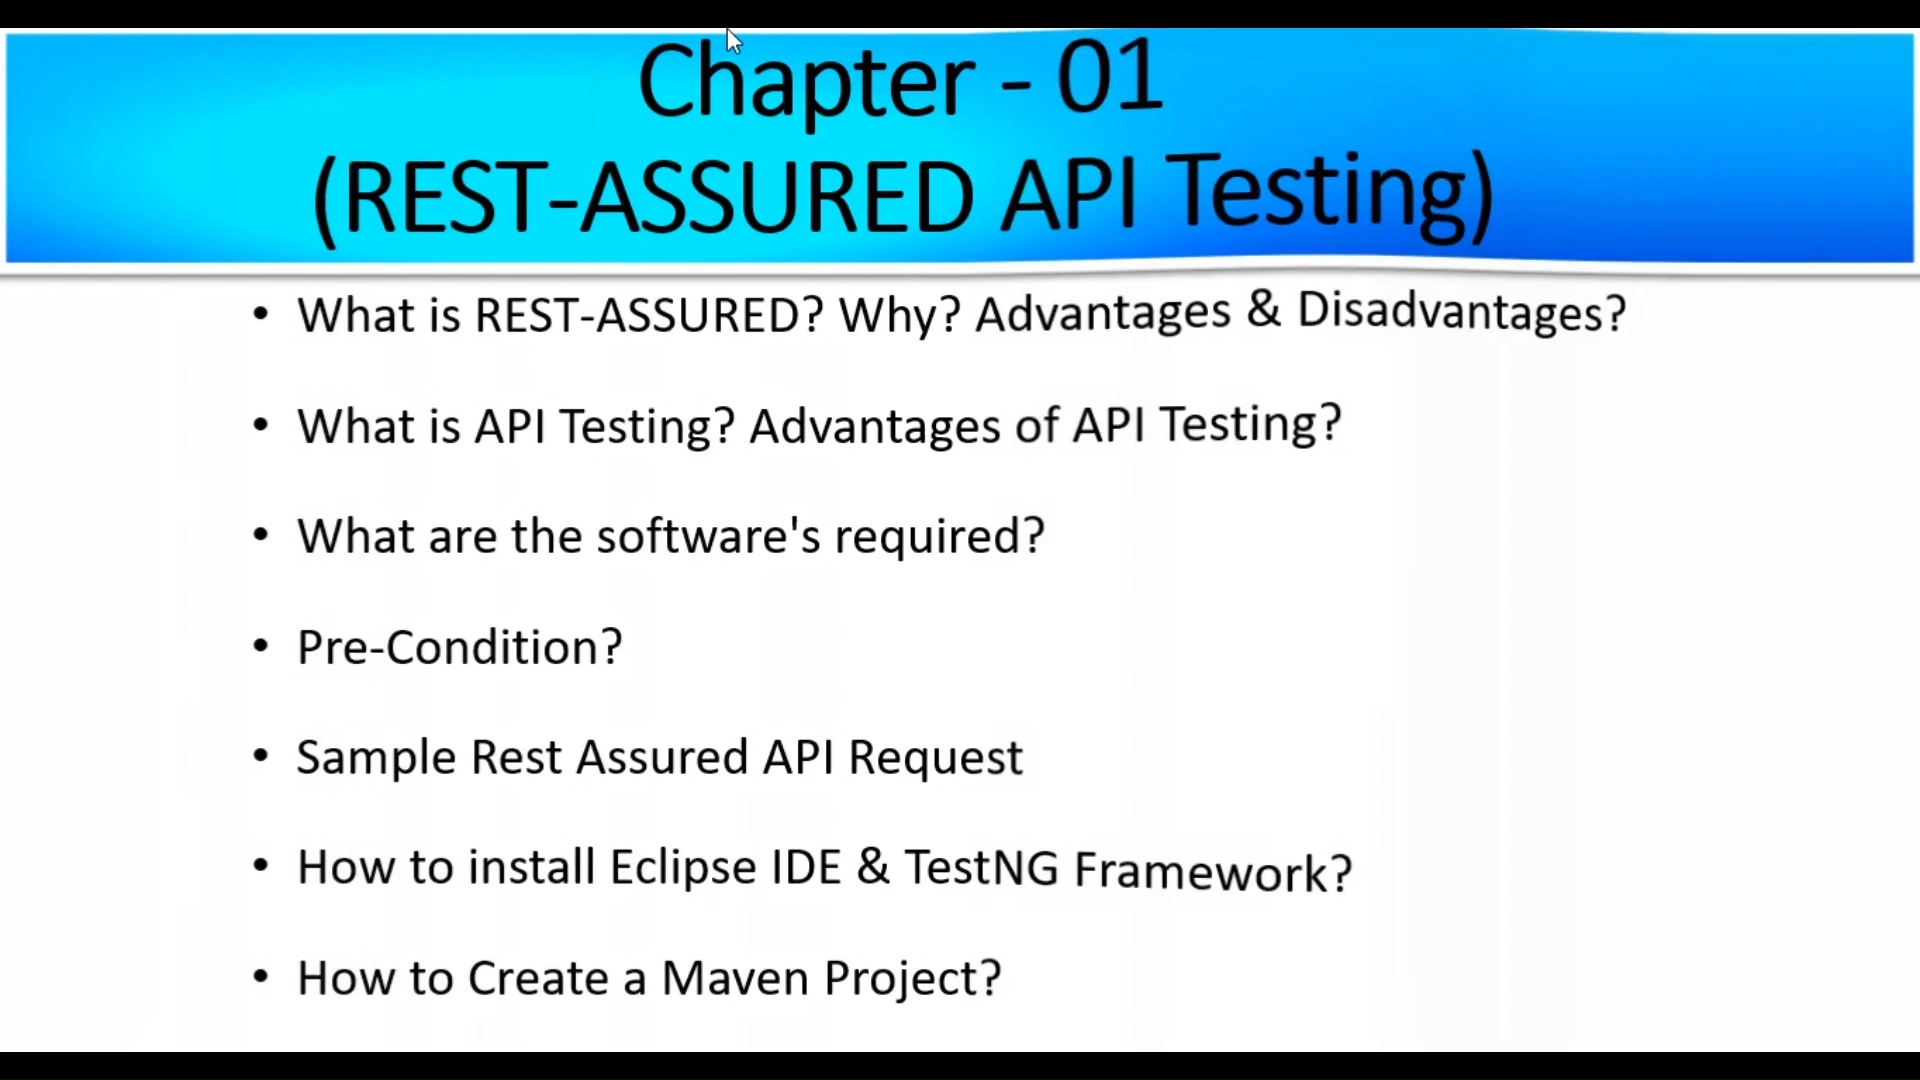 Chapter - 01
(REST-ASSURED API Testing)
• What is REST-ASSURED? Why? Advantages & Disadvantages?
• What is API Testing? Advantages of API Testing?
• What are the software's required?
• Pre-Condition?
• Sample Rest Assured API Request
• How to install Eclipse IDE & TestNG Framework?
• How to Create a Maven Project?